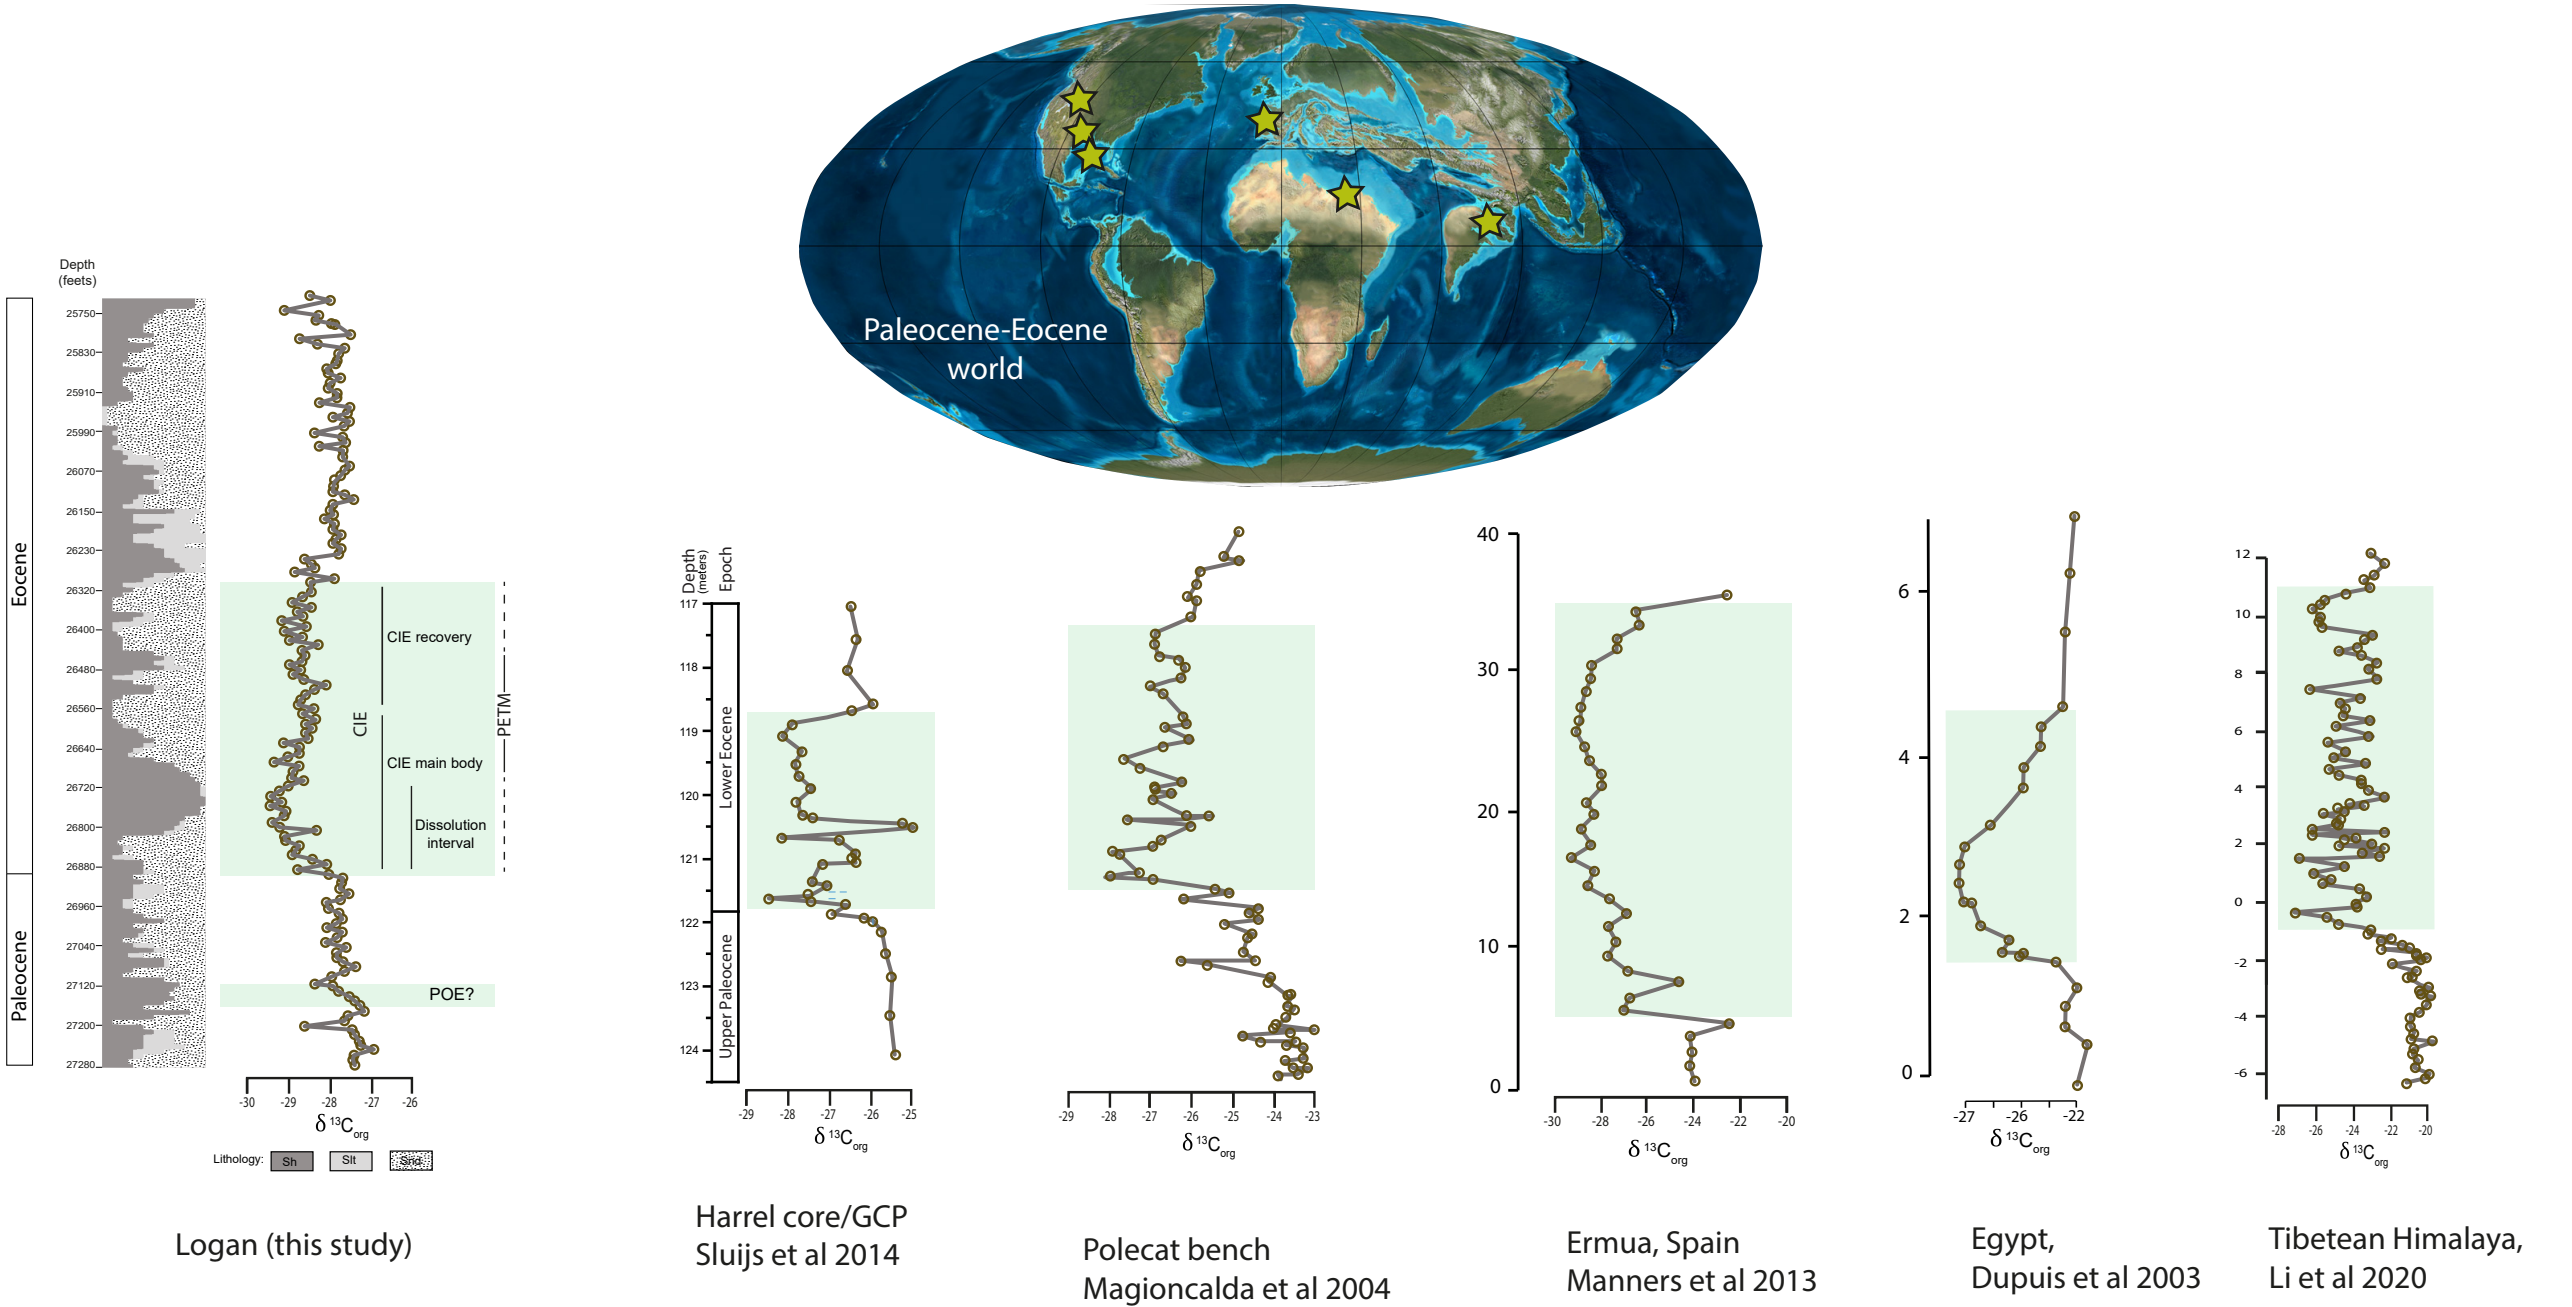 Paleocene-Eocene
world
Depth
(feets)
Eocene
Paleocene
25750
25830
25910
25990
26070
26150
26230
26320
26400
26480
26560
26640
26720
26800
26880
26960
27040
27120
27200
27280
CIE recovery
CIE
CIE main body
Dissolution
interval
PETM
POE?
-30 -29 -28 -27 -26
δ 13Corg
Lithology: Sh Slt Snd
Logan (this study)
Depth
(meters)
Epoch
117
118
119
120
121
122
123
124
Lower Eocene
Upper Paleocene
-29 -28 -27 -26 -25
δ 13Corg
Harrel core/GCP
Sluijs et al 2014
-29 -28 -27 -26 -25 -24 -23
δ 13Corg
Polecat bench
Magioncalda et al 2004
40
30
20
10
0
-30 -28 -26 -24 -22 -20
δ 13Corg
Ermua, Spain
Manners et al 2013
6
4
2
0
-27 -26 -22
δ 13Corg
Egypt,
Dupuis et al 2003
12
10
8
6
4
2
0
-2
-4
-6
-28 -26 -24 -22 -20
δ 13Corg
Tibetean Himalaya,
Li et al 2020